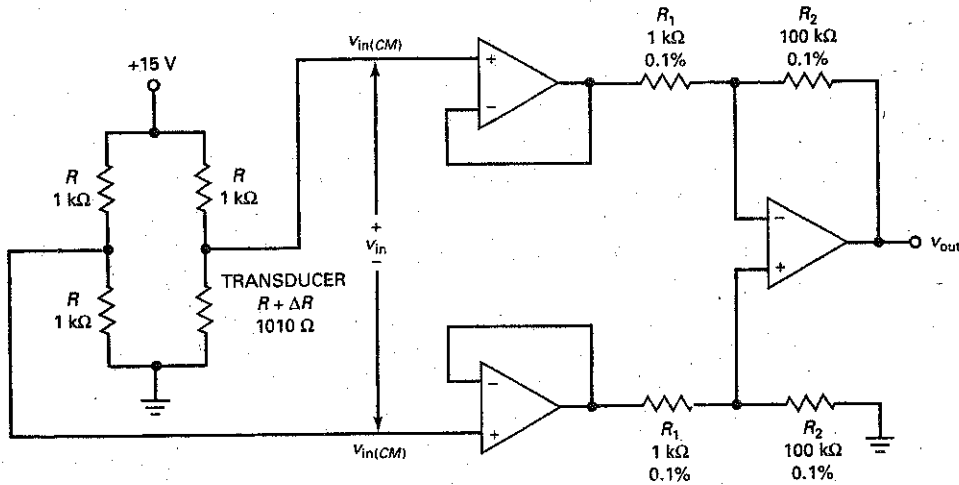 +15 V
R
1 kΩ
R
1 kΩ
R
1 kΩ
TRANSDUCER
R + ΔR
1010 Ω
vin(CM)
+
vin
−
vin(CM)
+
−
−
+
R1
1 kΩ
0.1%
R2
100 kΩ
0.1%
−
+
vout
R1
1 kΩ
0.1%
R2
100 kΩ
0.1%